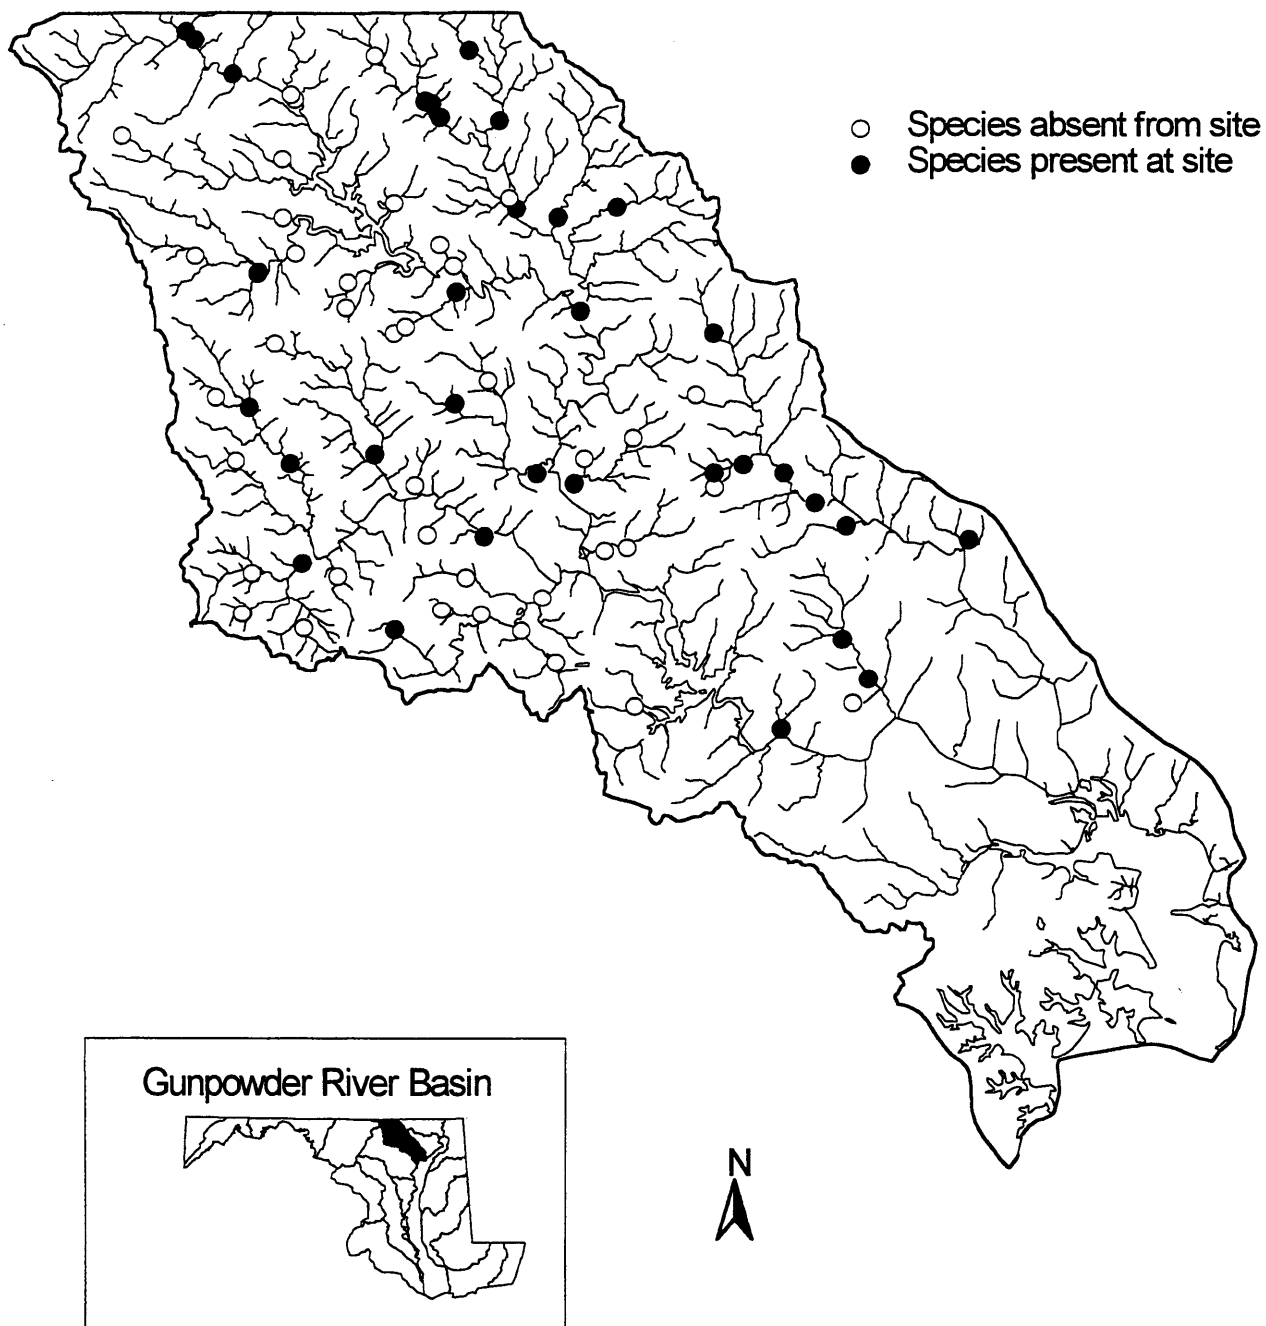 Species absent from site
Species present at site
Gunpowder River Basin
N